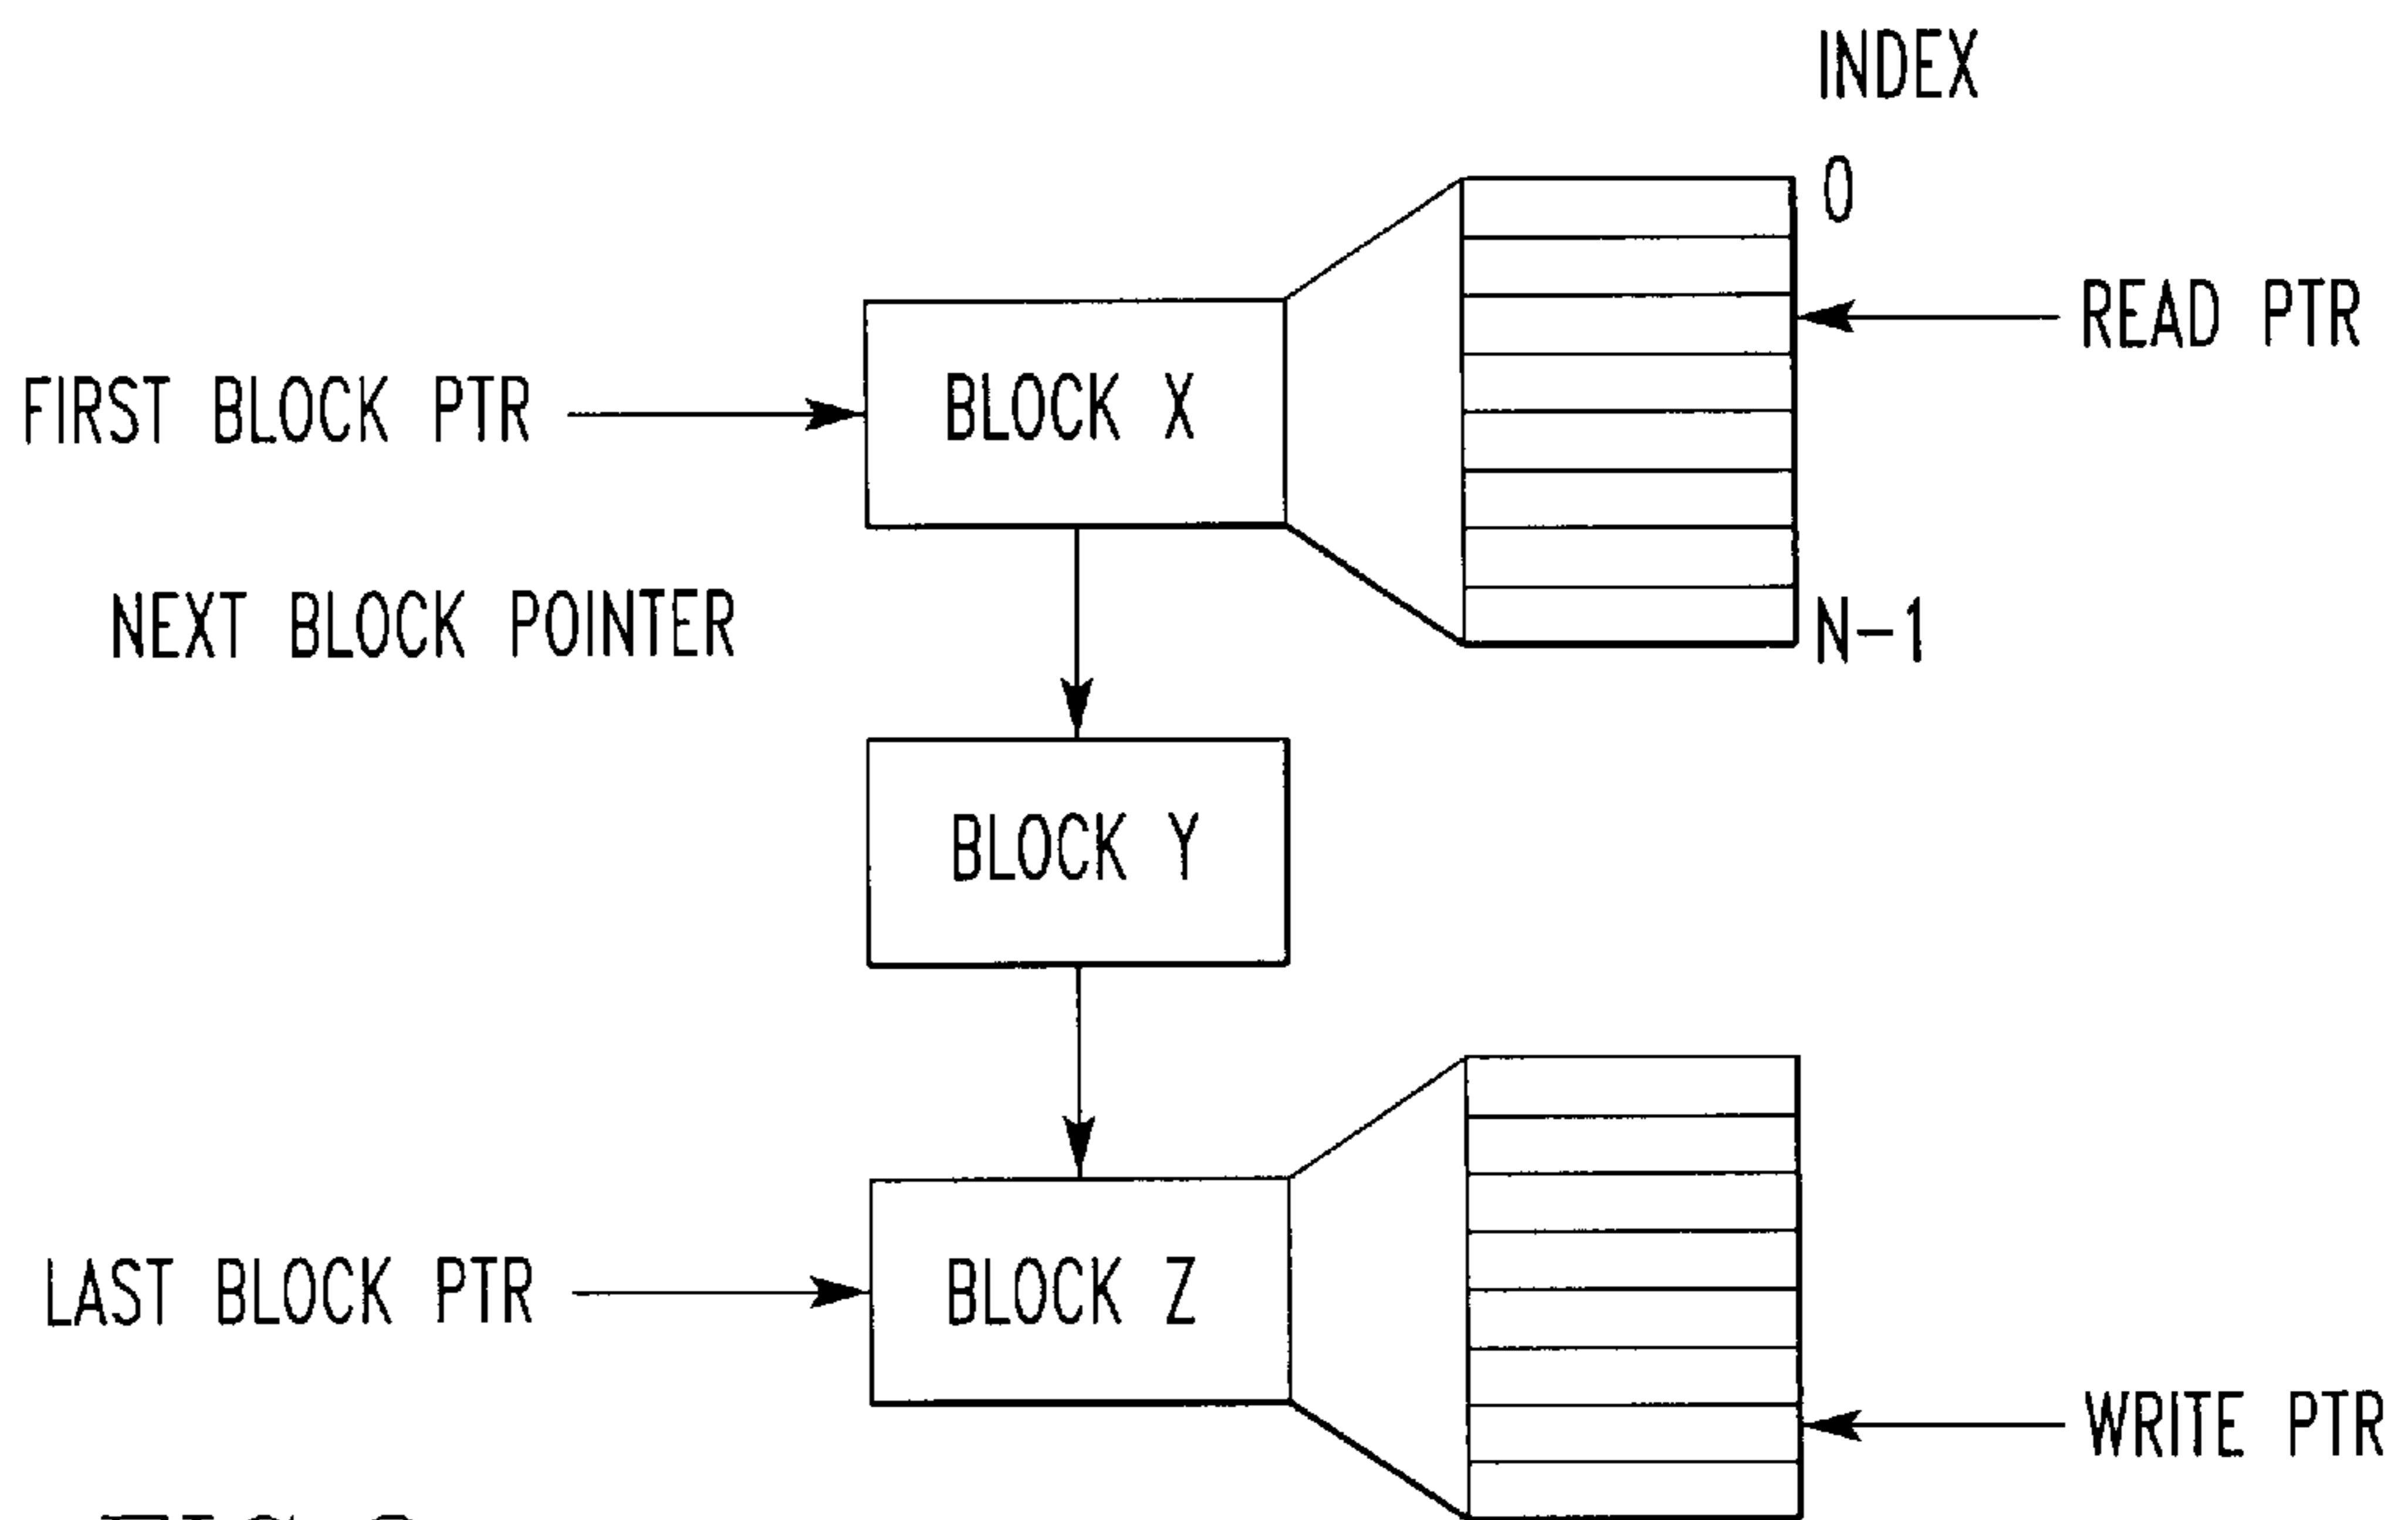 INDEX
0
READ PTR
FIRST BLOCK PTR
BLOCK X
NEXT BLOCK POINTER
N-1
BLOCK Y
LAST BLOCK PTR
BLOCK Z
WRITE PTR